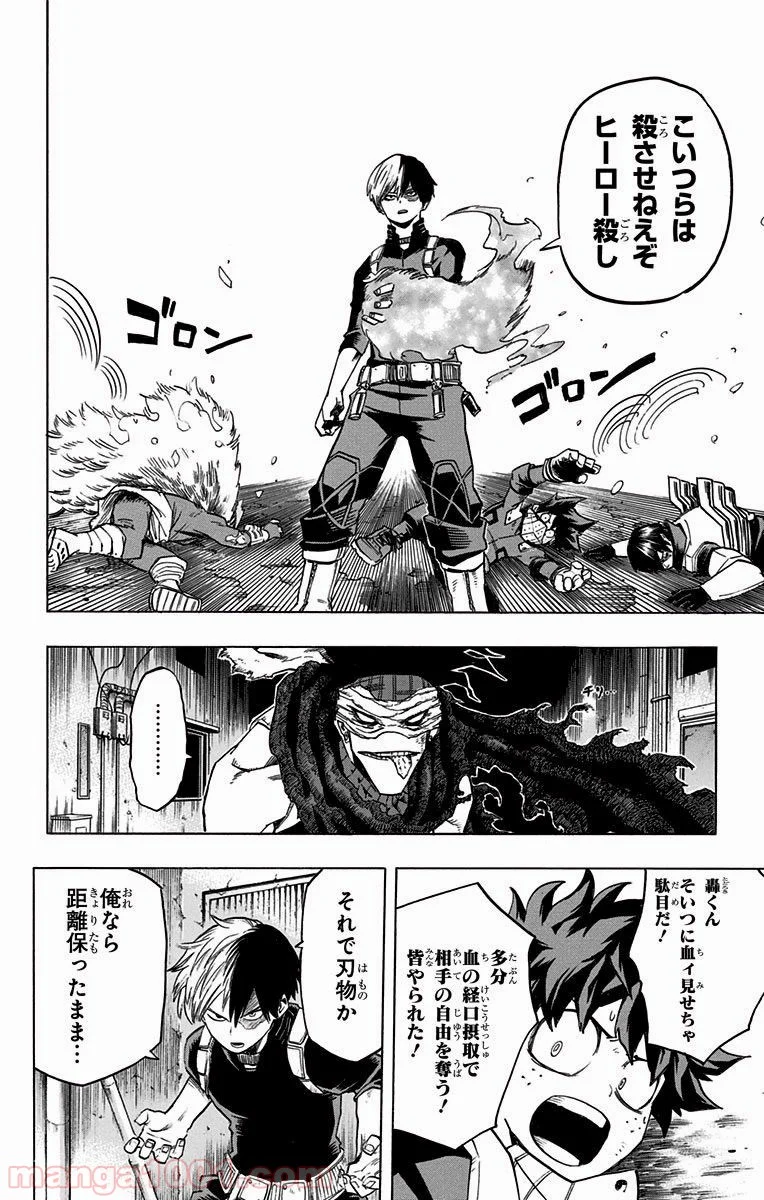 こいつらは
殺させねえぞ
ヒーロー殺し
ゴロン
ゴロン
チリ…
………
轟くん
そいつに血ィ見せちゃ
駄目だ！
多分
血の経口摂取で
相手の自由を奪う！
皆やられた！
それで刃物か
俺なら
距離保ったまま…